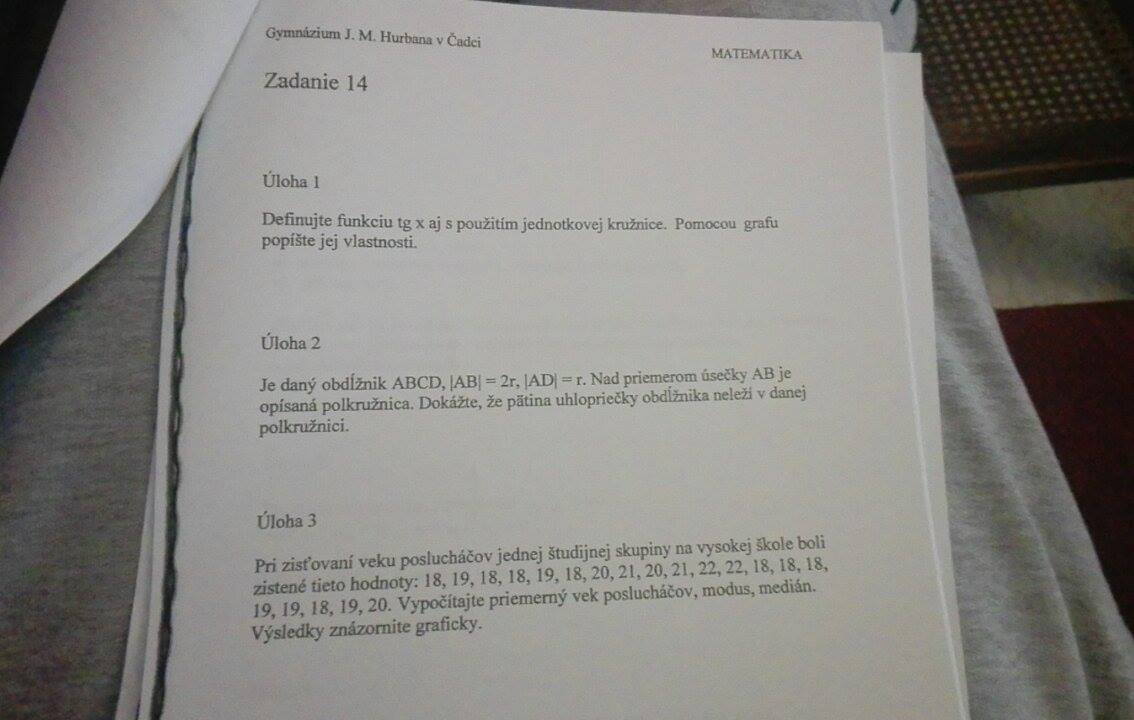 Gymnázium J. M. Hurbana v Čadci
MATEMATIKA
Zadanie 14
Úloha 1
Definujte funkciu tg x aj s použitím jednotkovej kružnice. Pomocou grafu
popíšte jej vlastnosti.
Úloha 2
Je daný obdĺžnik ABCD, |AB| = 2r, |AD| = r. Nad priemerom úsečky AB je
opísaná polkružnica. Dokážte, že pätina uhlopriečky obdĺžnika neleží v danej
polkružnici.
Úloha 3
Pri zisťovaní veku poslucháčov jednej študijnej skupiny na vysokej škole boli
zistené tieto hodnoty: 18, 19, 18, 18, 19, 18, 20, 21, 20, 21, 22, 22, 18, 18, 18,
19, 19, 18, 19, 20. Vypočítajte priemerný vek poslucháčov, modus, medián.
Výsledky znázornite graficky.